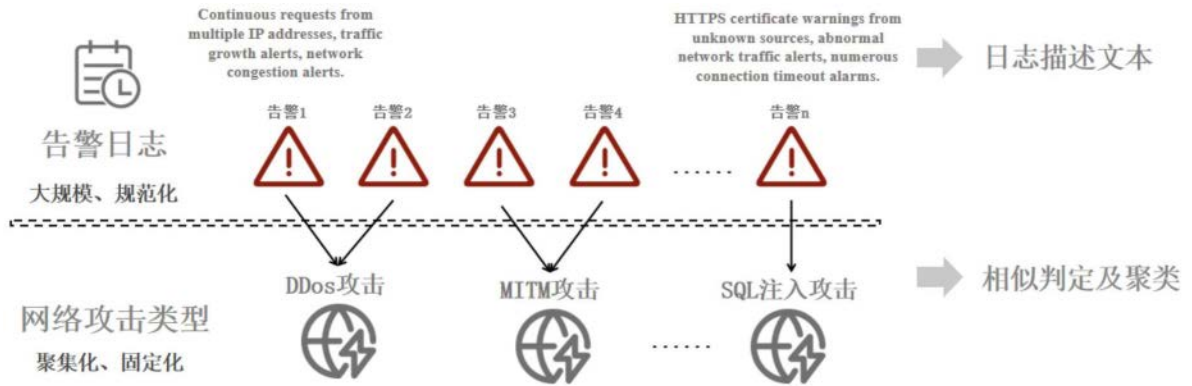 Continuous requests from
multiple IP addresses, traffic
growth alerts, network
congestion alerts.
HTTPS certificate warnings from
unknown sources, abnormal
network traffic alerts, numerous
connection timeout alarms.
日志描述文本
告警1
告警2
告警3
告警4
告警n
告警日志
大规模、规范化
......
DDos攻击
MITM攻击
SQL注入攻击
相似判定及聚类
网络攻击类型
聚集化、固定化
......